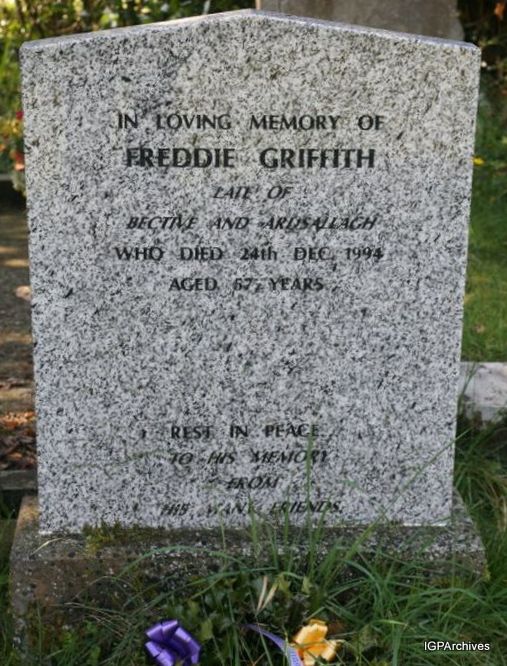 IN LOVING MEMORY OF
FREDDIE GRIFFITH
LATE OF
BECTIVE AND ARDSALLAGH
WHO DIED 24th DEC. 1994
AGED 67 YEARS
REST IN PEACE
TO HIS MEMORY
FROM
HIS MANY FRIENDS.
IGPArchives